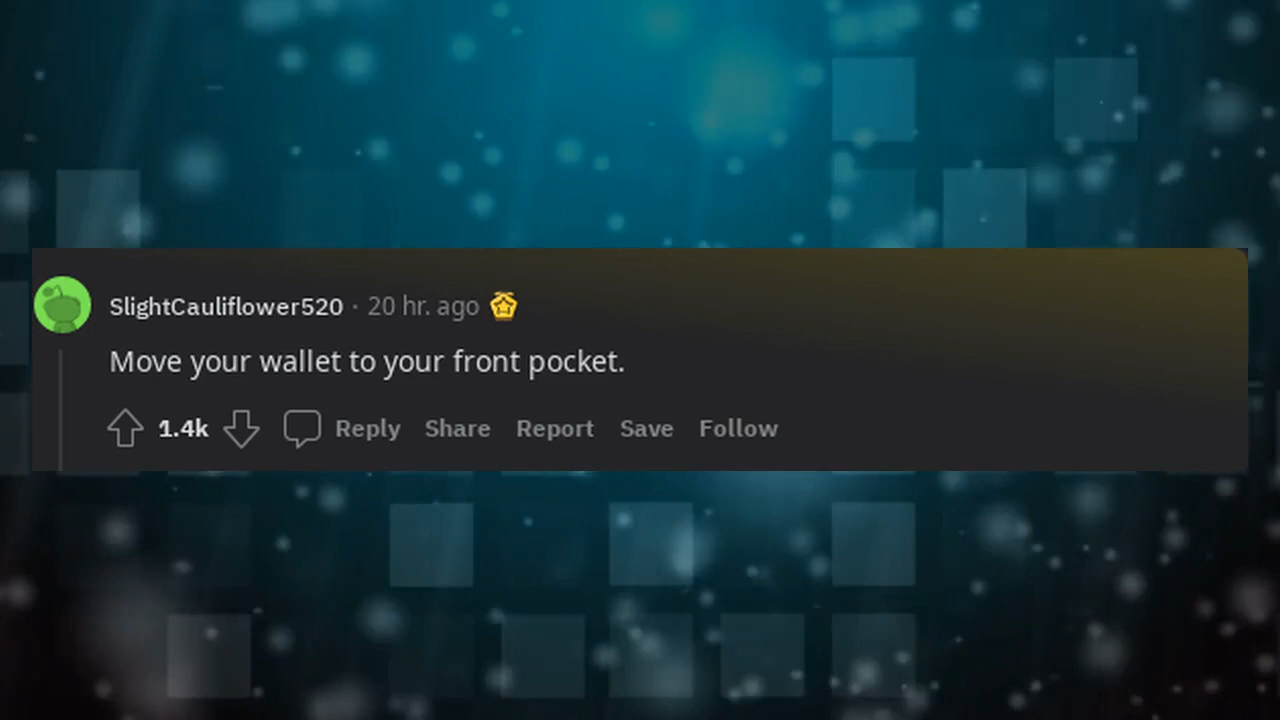 SlightCauliflower520 · 20 hr. ago
Move your wallet to your front pocket.
1.4k Reply Share Report Save Follow